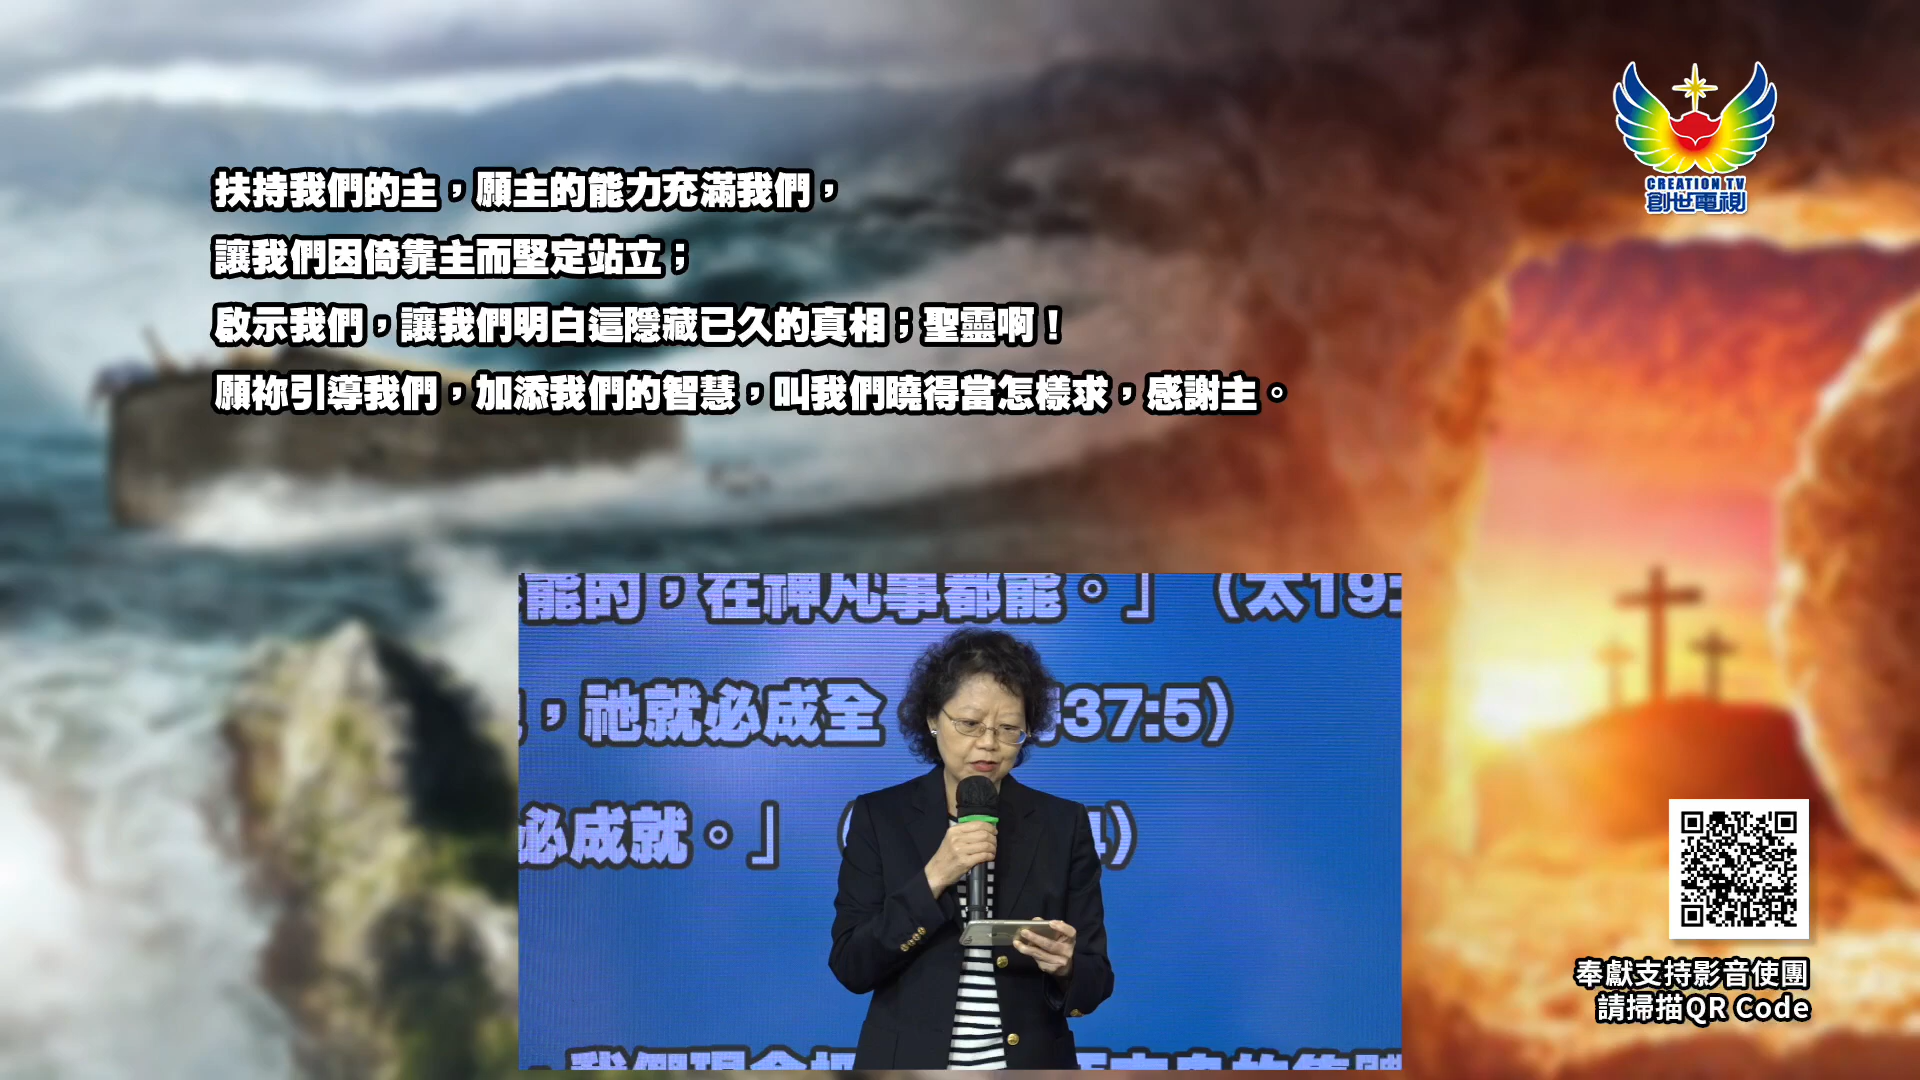 扶持我們的主，願主的能力充滿我們，
讓我們因倚靠主而堅定站立；
啟示我們，讓我們明白這隱藏已久的真相；聖靈啊！
願祢引導我們，加添我們的智慧，叫我們曉得當怎樣求，感謝主。
CREATION TV
創世電視
能的，在神凡事都能。」（太19:
，祂就必成全 37:5）
必成就。」（ 4）
奉獻支持影音使團
請掃描QR Code